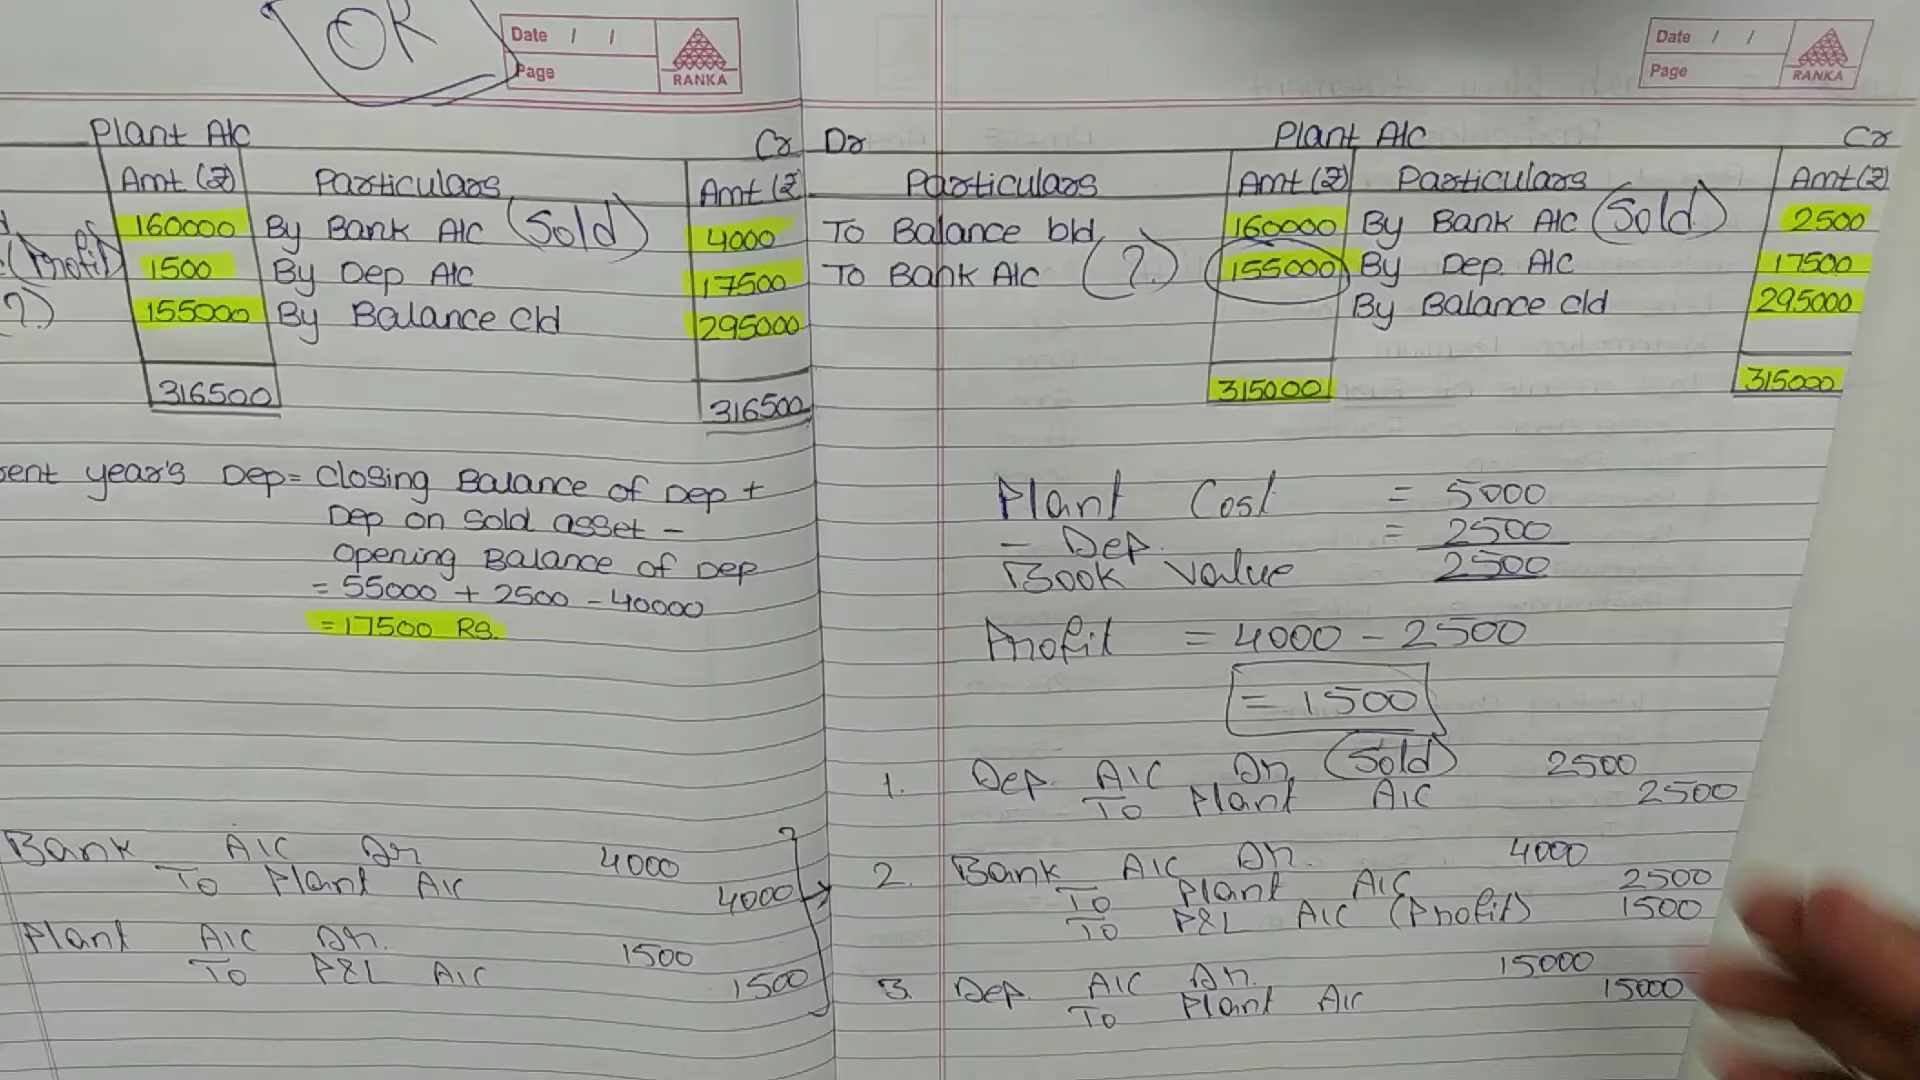 OK
Date / /
Page
RANKA
Plant A/c
Cr
Amt (₹) Particulars Amt (₹
160000 By Bank A/c (Sold) 4000
(Profit) 1500 By Dep A/c 17500
?) 155000 By Balance c/d 295000
316500 316500
sent year's Dep = Closing Balance of Dep +
Dep on Sold asset -
Opening Balance of Dep
= 55000 + 2500 - 40000
= 17500 Rs.
Bank A/c Dr 4000
To Plant A/c 4000
Plant A/c Dr. 1500
To P&L A/c 1500
Date / /
Page
RANKA
Dr Plant A/c Cr
Particulars Amt (₹) Particulars Amt (₹)
To Balance b/d 160000 By Bank A/c (Sold) 2500
To Bank A/c (?) 155000 By Dep. A/c 17500
By Balance c/d 295000
315000 315000
Plant Cost = 5000
- Dep. = 2500
Book Value 2500
Profit = 4000 - 2500
= 1500
1. Dep. A/c Dr. (Sold) 2500
To Plant A/c 2500
2. Bank A/c Dr. 4000
To Plant A/c 2500
To P&L A/c (Profit) 1500
3. Dep. A/c Dr. 15000
To Plant A/c 15000